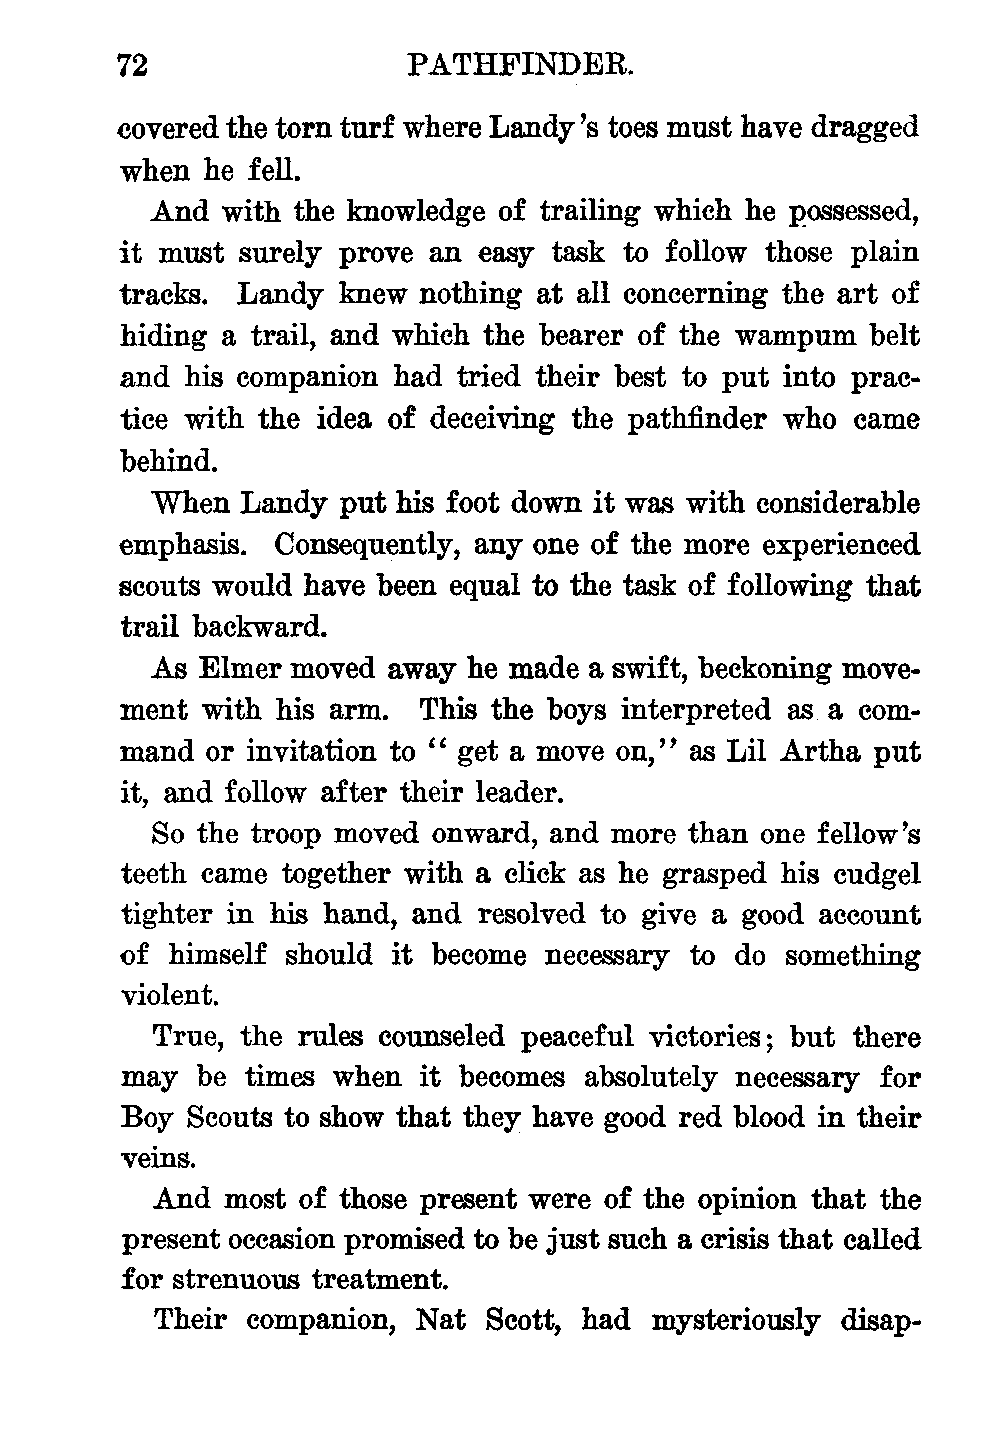 72 PATHFINDER.
covered the torn turf where Landy's toes must have dragged
when he fell.
And with the knowledge of trailing which he possessed,
it must surely prove an easy task to follow those plain
tracks. Landy knew nothing at all concerning the art of
hiding a trail, and which the bearer of the wampum belt
and his companion had tried their best to put into prac-
tice with the idea of deceiving the pathfinder who came
behind.
When Landy put his foot down it was with considerable
emphasis. Consequently, any one of the more experienced
scouts would have been equal to the task of following that
trail backward.
As Elmer moved away he made a swift, beckoning move-
ment with his arm. This the boys interpreted as a com-
mand or invitation to “ get a move on,” as Lil Artha put
it, and follow after their leader.
So the troop moved onward, and more than one fellow's
teeth came together with a click as he grasped his cudgel
tighter in his hand, and resolved to give a good account
of himself should it become necessary to do something
violent.
True, the rules counseled peaceful victories; but there
may be times when it becomes absolutely necessary for
Boy Scouts to show that they have good red blood in their
veins.
And most of those present were of the opinion that the
present occasion promised to be just such a crisis that called
for strenuous treatment.
Their companion, Nat Scott, had mysteriously disap-